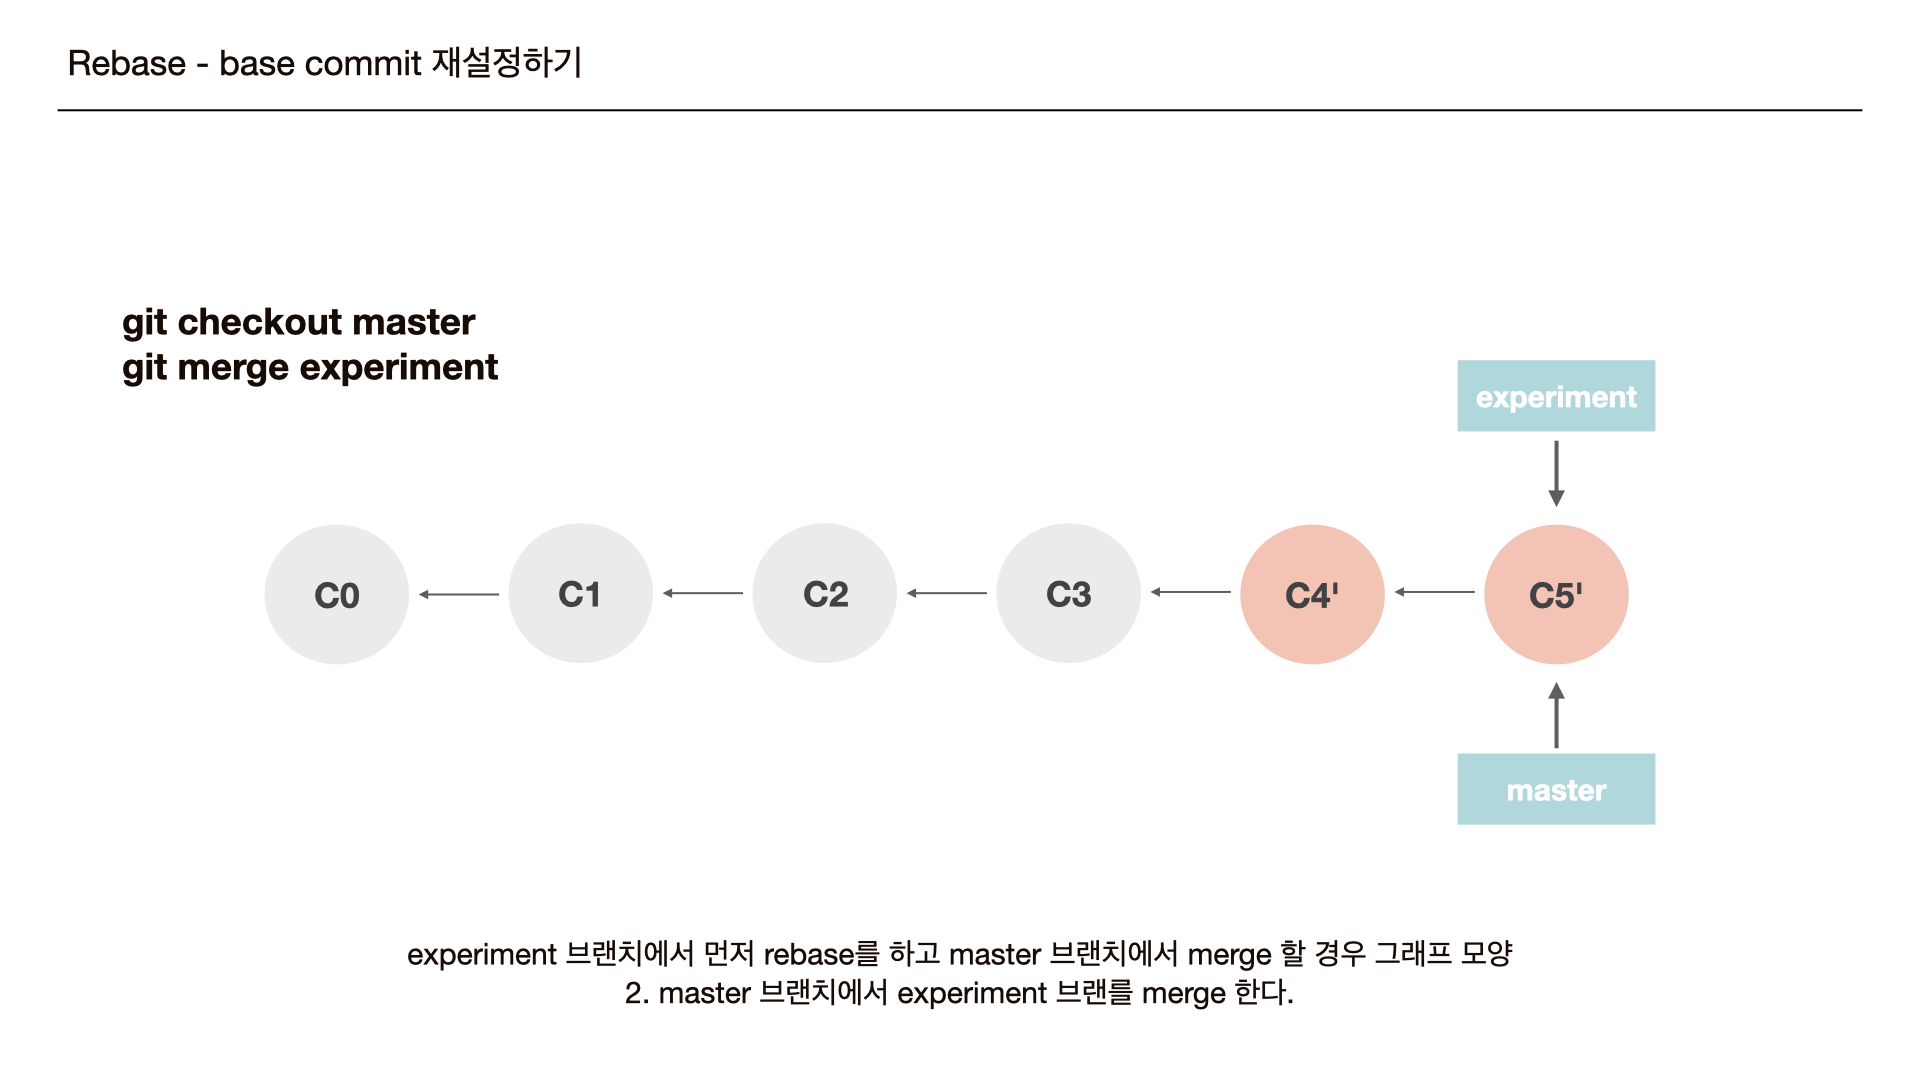 Rebase - base commit 재설정하기
git checkout master
git merge experiment
experiment
C0
C1
C2
C3
C4'
C5'
master
experiment 브랜치에서 먼저 rebase를 하고 master 브랜치에서 merge 할 경우 그래프 모양
2. master 브랜치에서 experiment 브랜를 merge 한다.